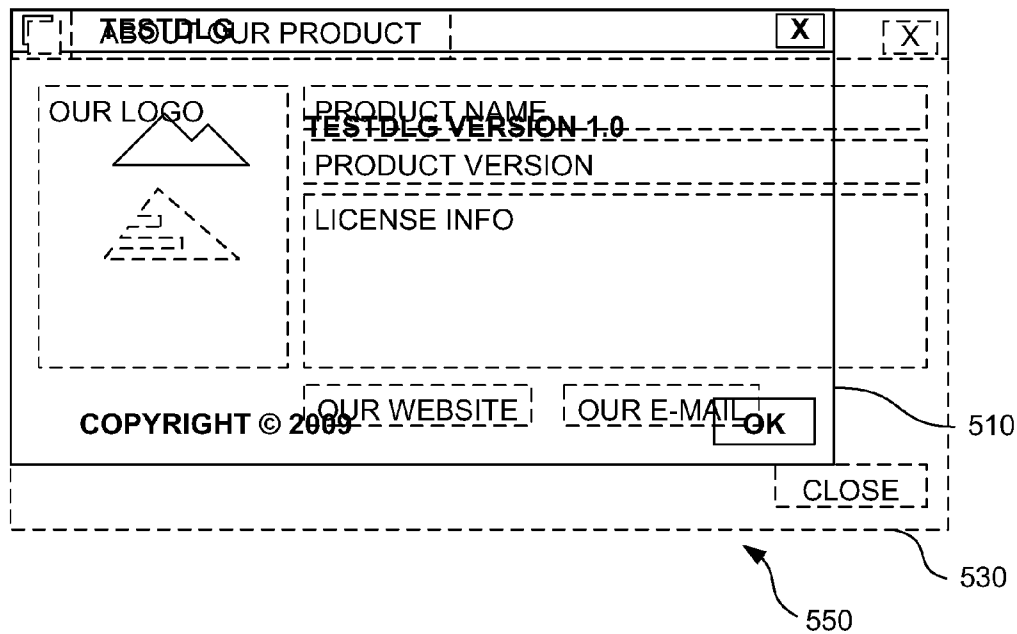 TESTDLG
ABOUT OUR PRODUCT
X
X
OUR LOGO
PRODUCT NAME
TESTDLG VERSION 1.0
PRODUCT VERSION
LICENSE INFO
OUR WEBSITE
OUR E-MAIL
COPYRIGHT © 2009
OK
510
CLOSE
530
550